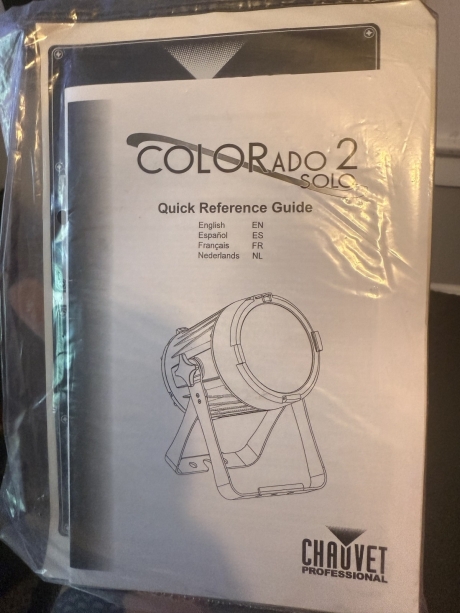 COLORADO 2
SOLO
Quick Reference Guide
English EN
Español ES
Français FR
Nederlands NL
CHAUVET
PROFESSIONAL